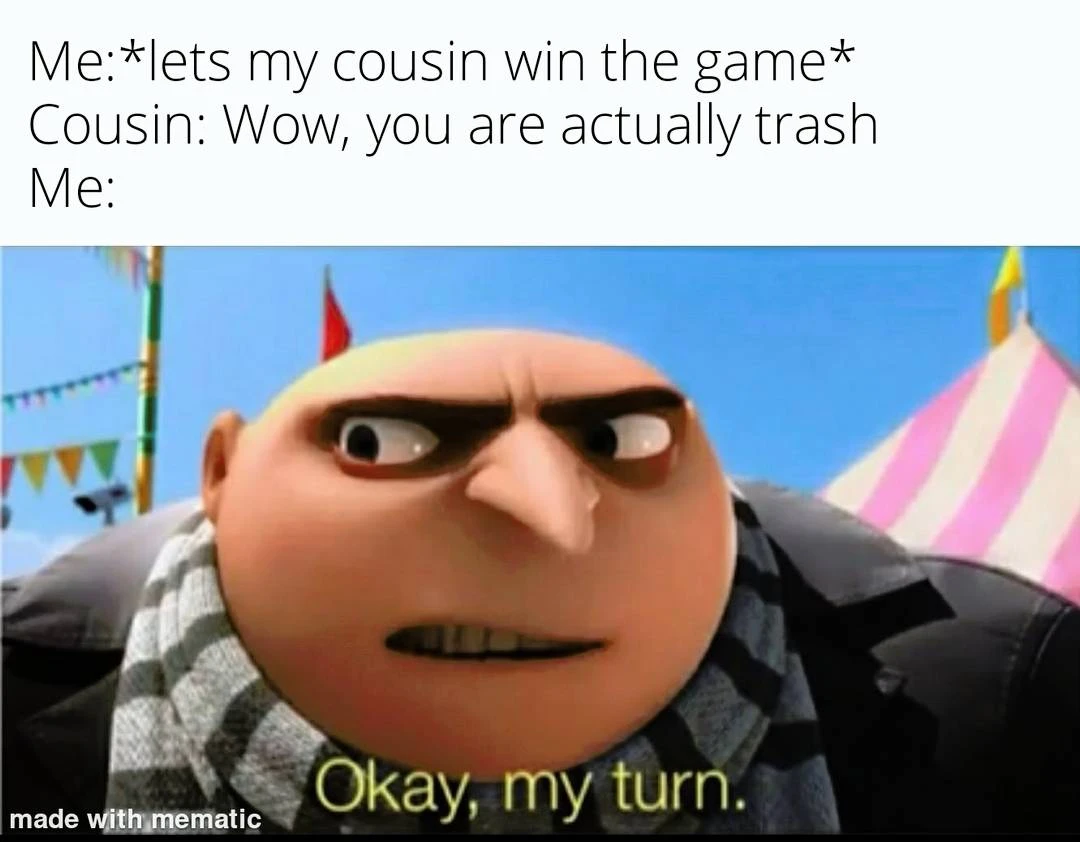 Me:*lets my cousin win the game*
Cousin: Wow, you are actually trash
Me:
Okay, my turn.
made with mematic